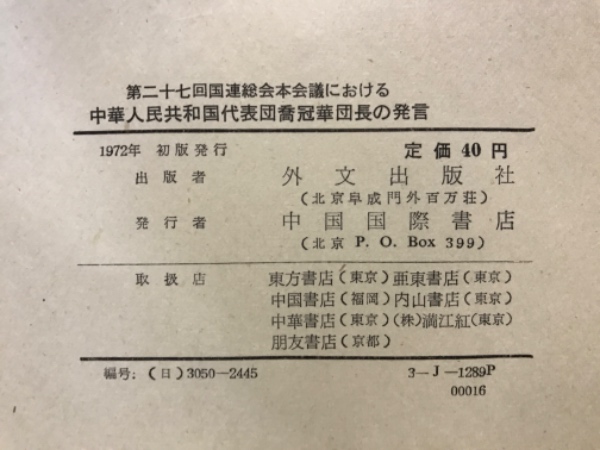 第二十七回国連総会本会議における
中華人民共和国代表団喬冠華団長の発言
1972年 初版発行 定価 40 円
出版者 外文出版社
(北京阜成門外百万荘)
発行者 中国国際書店
(北京 P. O. Box 399)
取扱店 東方書店(東京) 亜東書店(東京)
中国書店(福岡) 内山書店(東京)
中華書店(東京) (株)満江紅(東京)
朋友書店(京都)
編号: (日) 3050—2445 3—J—1289P
00016